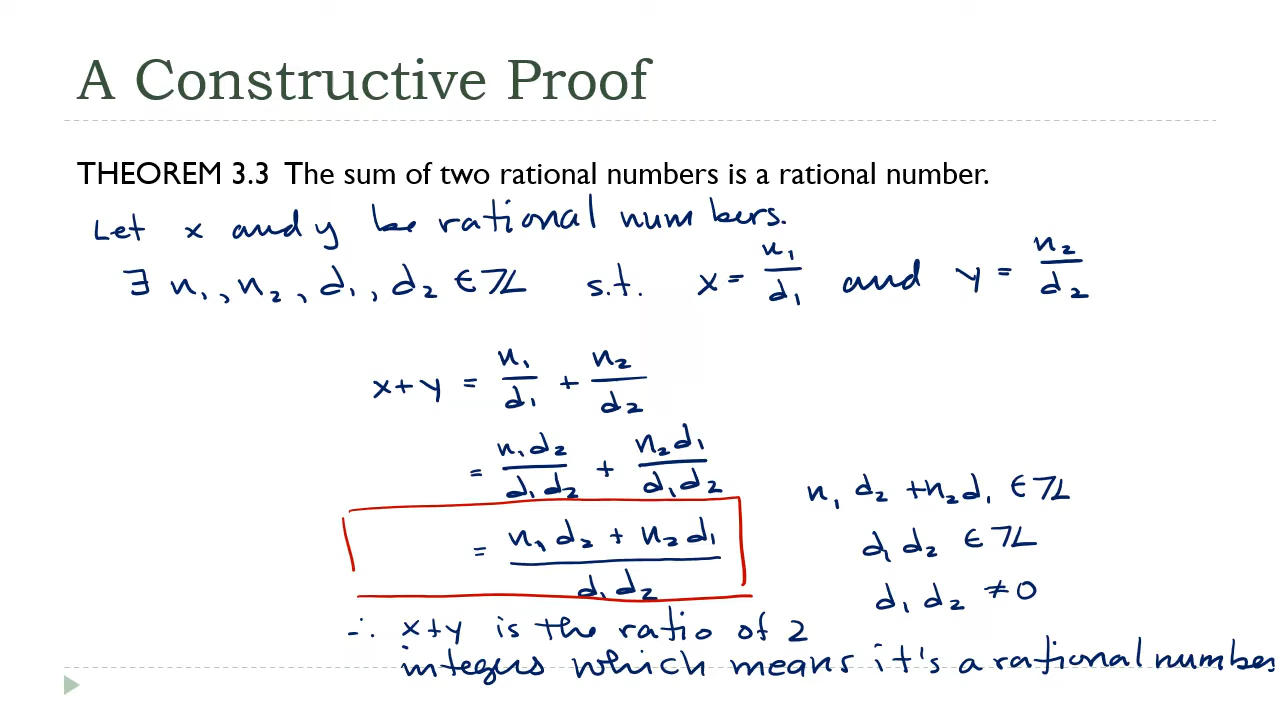 A Constructive Proof
THEOREM 3.3 The sum of two rational numbers is a rational number.
Let x and y be rational numbers.
∃ n₁, n₂, d₁, d₂ ∈ ℤ s.t. x = n₁/d₁ and y = n₂/d₂
x+y = n₁/d₁ + n₂/d₂
= n₁d₂/d₁d₂ + n₂d₁/d₁d₂
= (n₁d₂ + n₂d₁)/d₁d₂
n₁d₂ + n₂d₁ ∈ ℤ
d₁d₂ ∈ ℤ
d₁d₂ ≠ 0
∴ x+y is the ratio of 2
integers which means it's a rational number